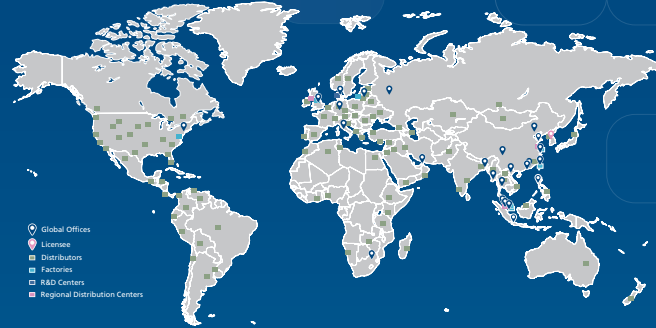 Global Offices
Licensee
Distributors
Factories
R&D Centers
Regional Distribution Centers